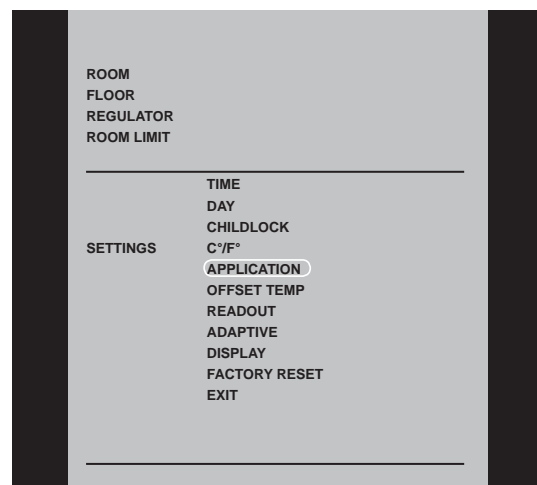 ROOM
FLOOR
REGULATOR
ROOM LIMIT
TIME
DAY
CHILDLOCK
SETTINGS C°/F°
APPLICATION
OFFSET TEMP
READOUT
ADAPTIVE
DISPLAY
FACTORY RESET
EXIT